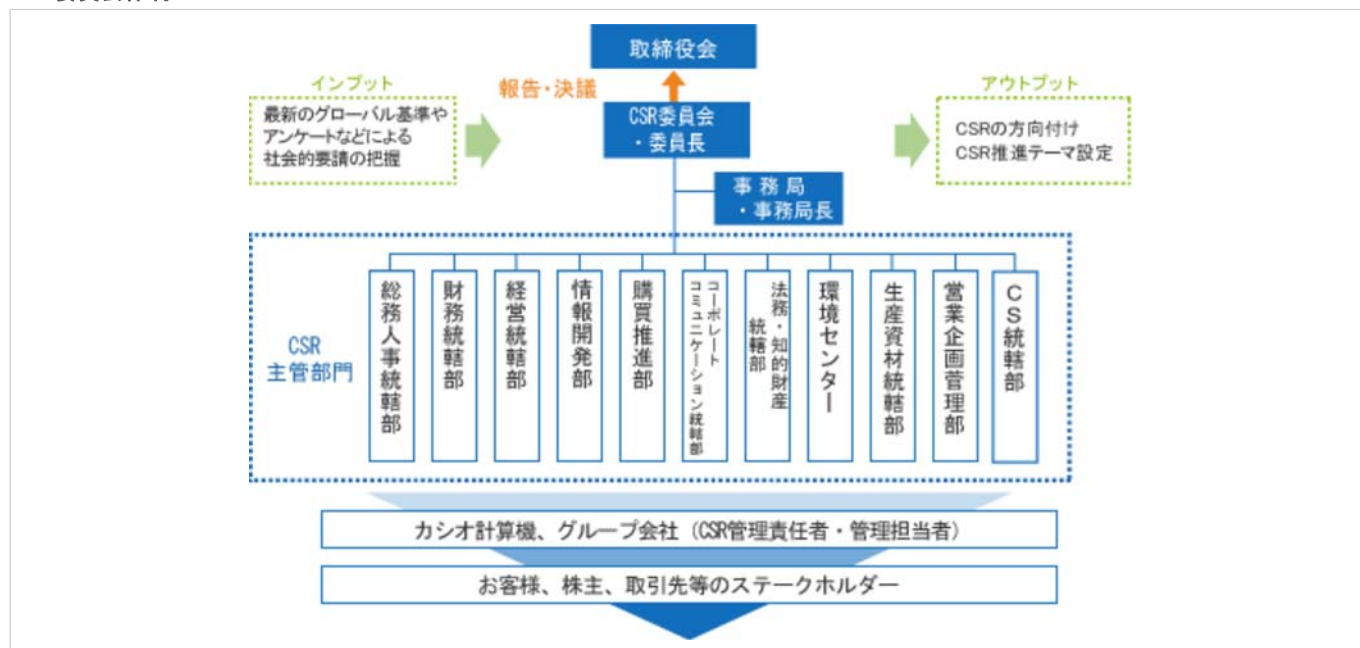 取締役会
インプット
最新のグローバル基準や
アンケートなどによる
社会的要請の把握
報告・決議
CSR委員会
・委員長
アウトプット
CSRの方向付け
CSR推進テーマ設定
事務局
・事務局長
CSR
主管部門
総務人事統轄部
財務統轄部
経営統轄部
情報開発部
購買推進部
コーポレート
コミュニケーション統轄部
法務・知的財産
統轄部
環境センター
生産資材統轄部
営業企画管理部
CS統轄部
カシオ計算機、グループ会社（CSR管理責任者・管理担当者）
お客様、株主、取引先等のステークホルダー